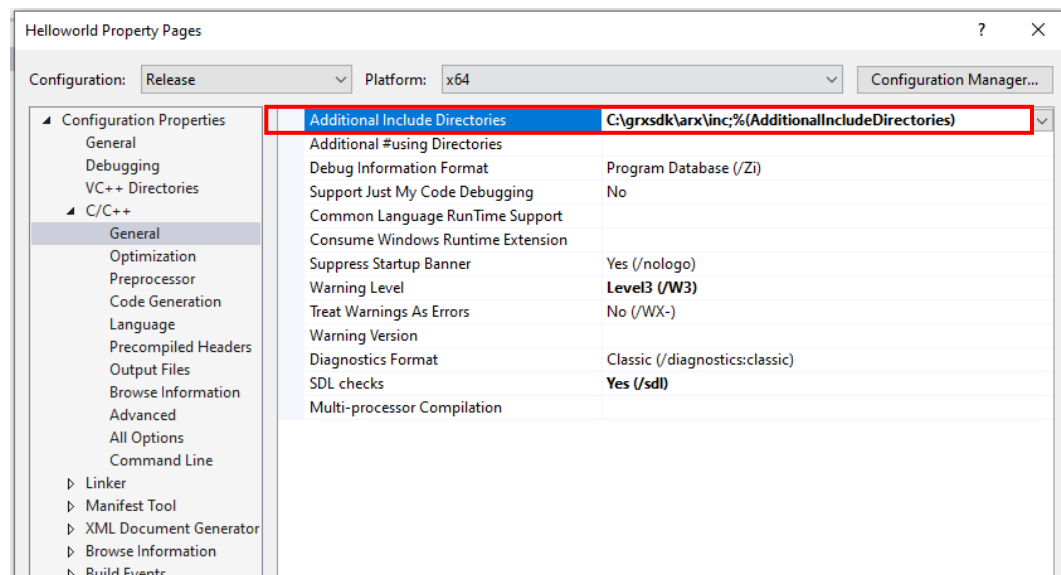 Helloworld Property Pages
?
Configuration: Release Platform: x64 Configuration Manager...
Configuration Properties
General
Debugging
VC++ Directories
C/C++
General
Optimization
Preprocessor
Code Generation
Language
Precompiled Headers
Output Files
Browse Information
Advanced
All Options
Command Line
Linker
Manifest Tool
XML Document Generator
Browse Information
Build Events
Additional Include Directories C:\grxsdk\arx\inc;%(AdditionalIncludeDirectories)
Additional #using Directories
Debug Information Format Program Database (/Zi)
Support Just My Code Debugging No
Common Language RunTime Support
Consume Windows Runtime Extension
Suppress Startup Banner Yes (/nologo)
Warning Level Level3 (/W3)
Treat Warnings As Errors No (/WX-)
Warning Version
Diagnostics Format Classic (/diagnostics:classic)
SDL checks Yes (/sdl)
Multi-processor Compilation